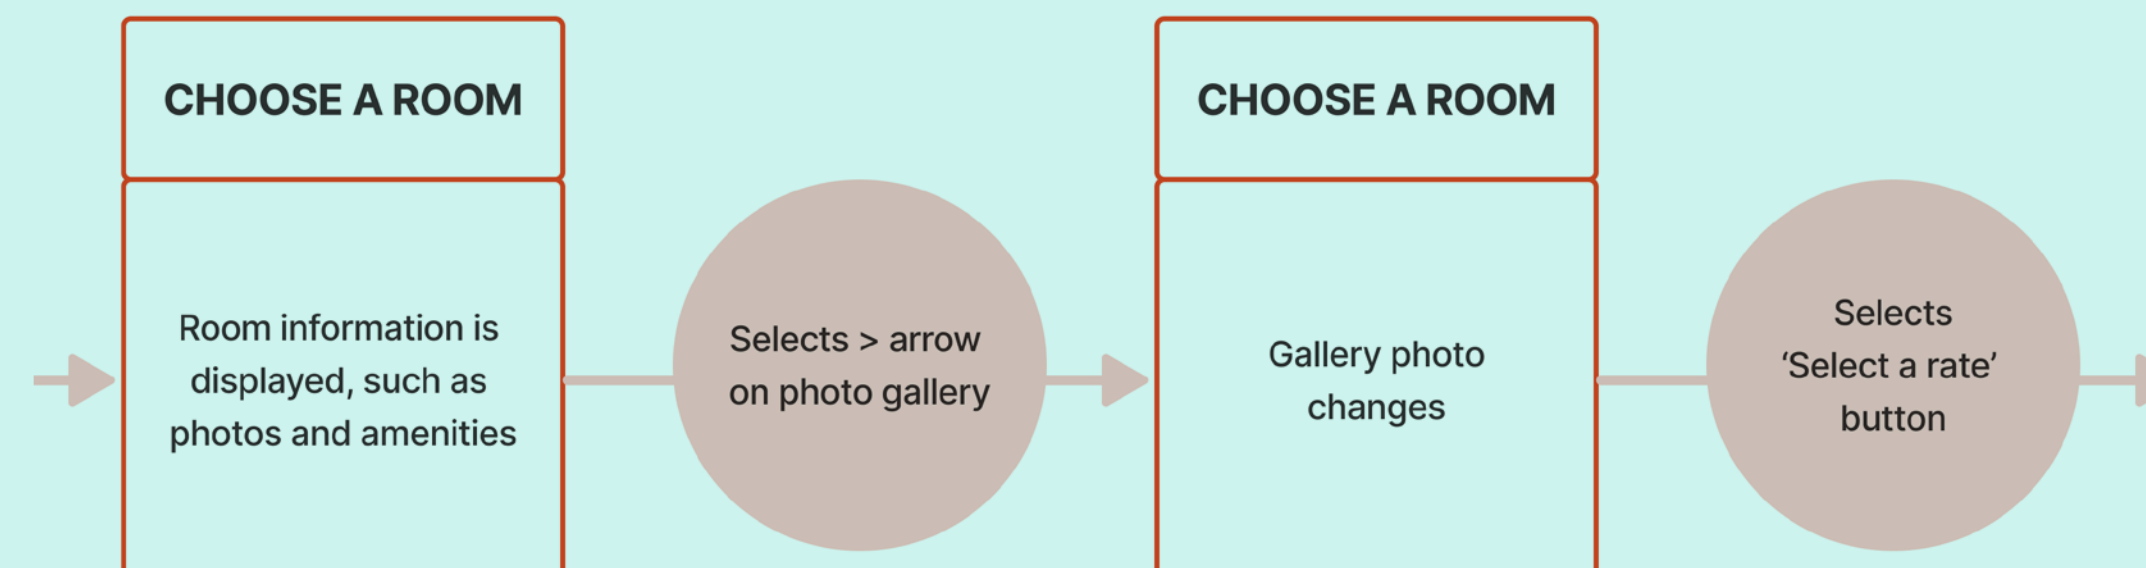 CHOOSE A ROOM
Room information is
displayed, such as
photos and amenities
Selects > arrow
on photo gallery
CHOOSE A ROOM
Gallery photo
changes
Selects
‘Select a rate’
button